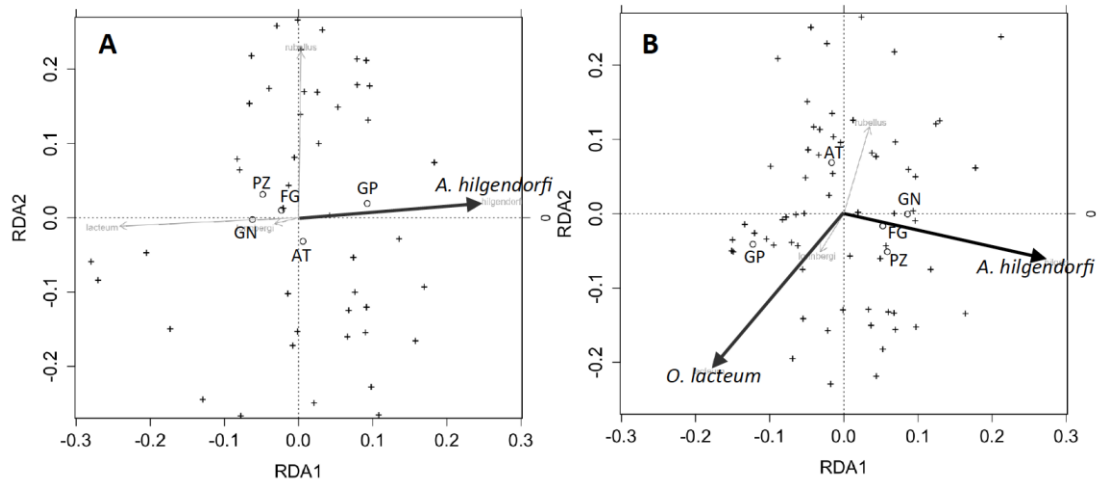 A
rubellus
PZ
FG
GP
A. hilgendorfi
hilgendorfi
lacteum
GN
AT
0.2
0.1
0.0
-0.1
-0.2
RDA2
0
-0.3
-0.2
-0.1
0.0
0.1
0.2
0.3
RDA1
B
rubellus
AT
GN
FG
GP
PZ
A. hilgendorfi
O. lacteum
0.2
0.1
0.0
-0.1
-0.2
RDA2
0
-0.3
-0.2
-0.1
0.0
0.1
0.2
0.3
RDA1